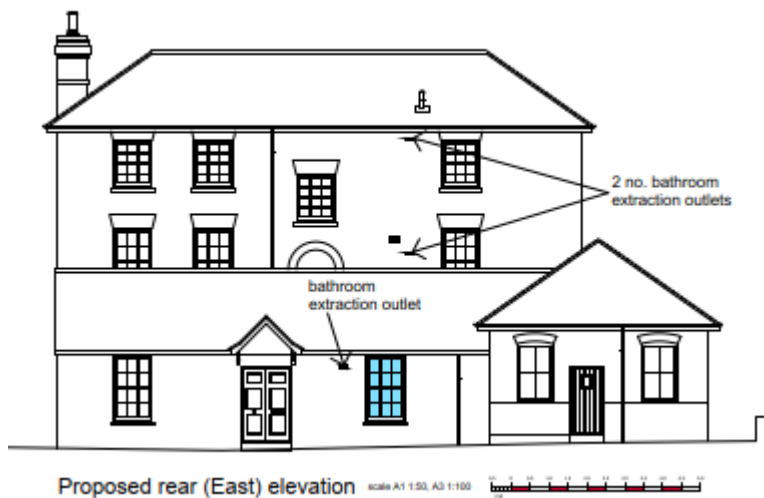 2 no. bathroom
extraction outlets
bathroom
extraction outlet
Proposed rear (East) elevation scale A1 1:50, A3 1:100